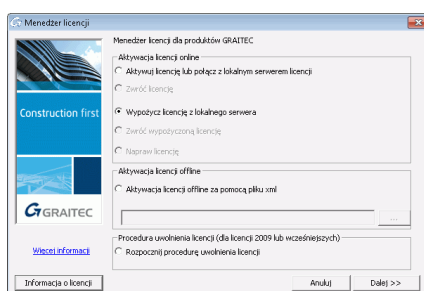 Menedżer licencji
Menedżer licencji dla produktów GRAITEC
Aktywacja licencji online
Aktywuj licencję lub połącz z lokalnym serwerem licencji
Zwróć licencję
Construction first
Wypożycz licencję z lokalnego serwera
Zwróć wypożyczoną licencję
Napraw licencję
Aktywacja licencji offline
Aktywacja licencji offline za pomocą pliku xml
...
GRAITEC
Procedura uwolnienia licencji (dla licencji 2009 lub wcześniejszych)
Więcej informacji
Rozpocznij procedurę uwolnienia licencji
Informacja o licencji
Anuluj
Dalej >>